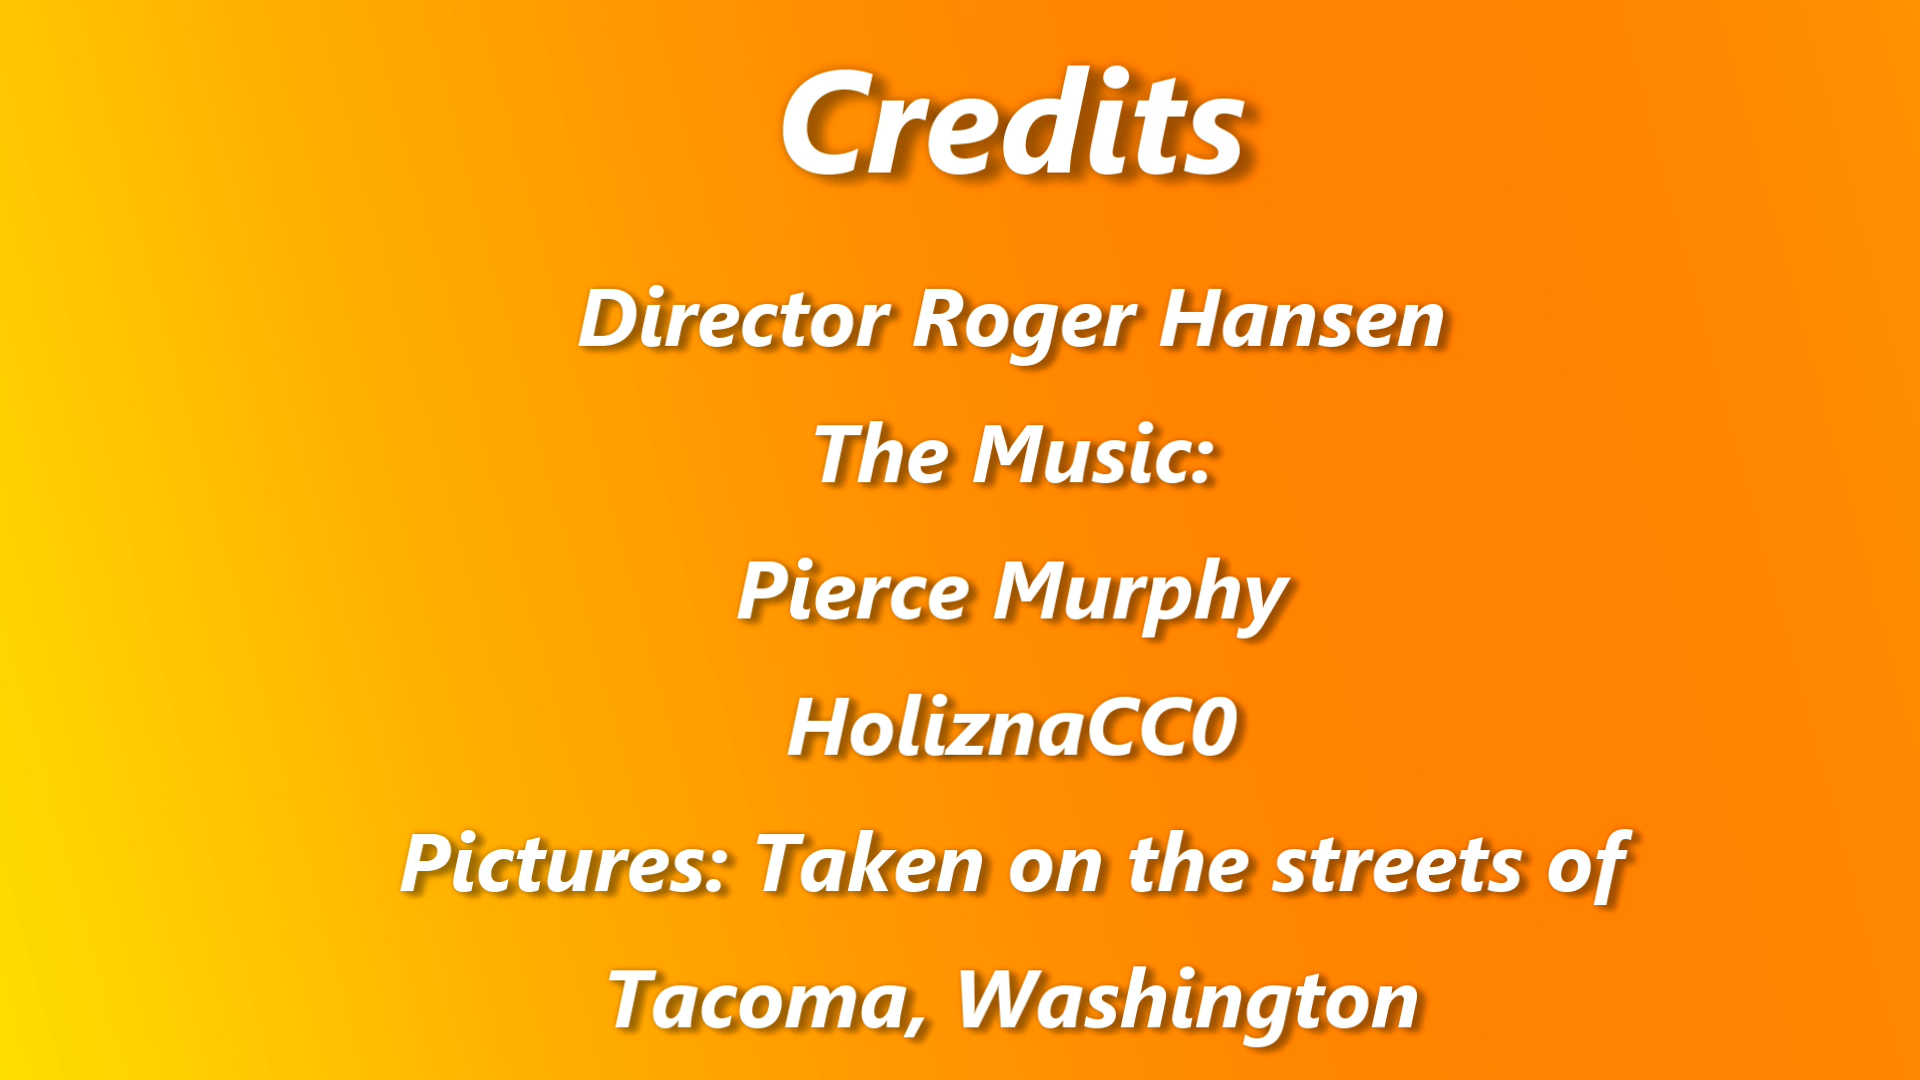 Credits
Director Roger Hansen
The Music:
Pierce Murphy
HoliznaCC0
Pictures: Taken on the streets of
Tacoma, Washington